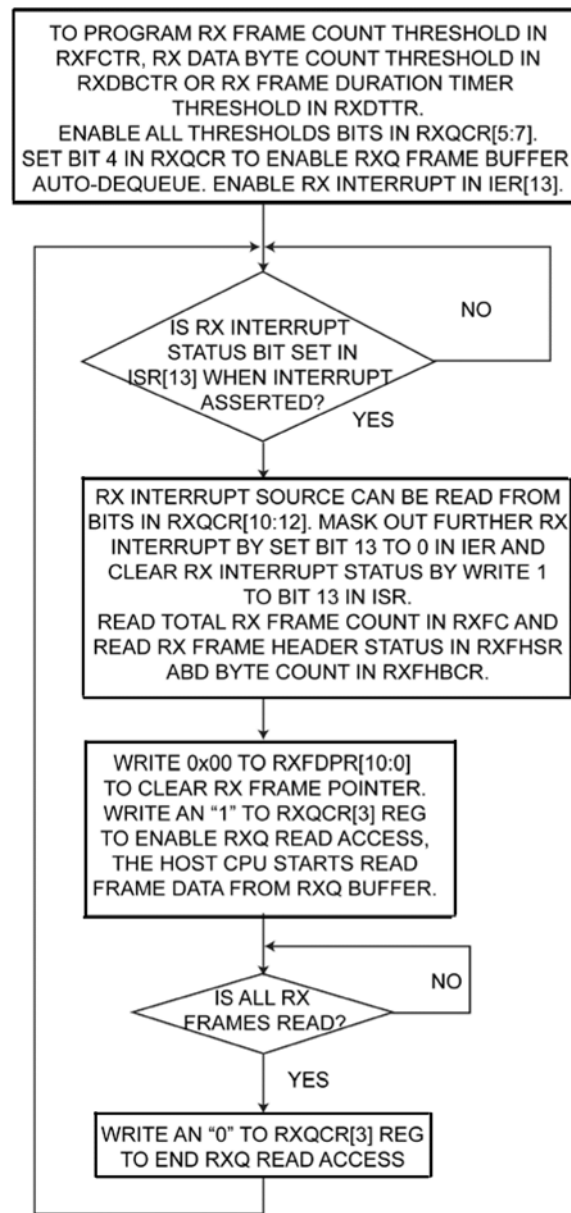 TO PROGRAM RX FRAME COUNT THRESHOLD IN
RXFCTR, RX DATA BYTE COUNT THRESHOLD IN
RXDBCTR OR RX FRAME DURATION TIMER
THRESHOLD IN RXDTTR.
ENABLE ALL THRESHOLDS BITS IN RXQCR[5:7].
SET BIT 4 IN RXQCR TO ENABLE RXQ FRAME BUFFER
AUTO-DEQUEUE. ENABLE RX INTERRUPT IN IER[13].
NO
IS RX INTERRUPT
STATUS BIT SET IN
ISR[13] WHEN INTERRUPT
ASSERTED?
YES
RX INTERRUPT SOURCE CAN BE READ FROM
BITS IN RXQCR[10:12]. MASK OUT FURTHER RX
INTERRUPT BY SET BIT 13 TO 0 IN IER AND
CLEAR RX INTERRUPT STATUS BY WRITE 1
TO BIT 13 IN ISR.
READ TOTAL RX FRAME COUNT IN RXFC AND
READ RX FRAME HEADER STATUS IN RXFHSR
ABD BYTE COUNT IN RXFHBCR.
WRITE 0x00 TO RXFDPR[10:0]
TO CLEAR RX FRAME POINTER.
WRITE AN “1” TO RXQCR[3] REG
TO ENABLE RXQ READ ACCESS,
THE HOST CPU STARTS READ
FRAME DATA FROM RXQ BUFFER.
NO
IS ALL RX
FRAMES READ?
YES
WRITE AN “0” TO RXQCR[3] REG
TO END RXQ READ ACCESS